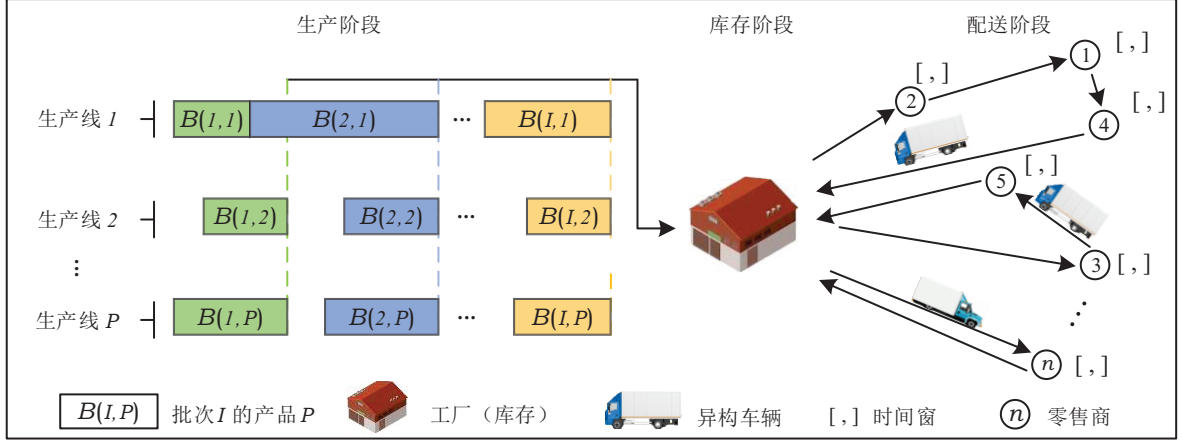 生产阶段 库存阶段 配送阶段
生产线 1 B(1,1) B(2,1) ... B(I,1)
生产线 2 B(1,2) B(2,2) ... B(I,2)
⋮
生产线 P B(1,P) B(2,P) ... B(I,P)
[ , ] 1
[ , ] 2
[ , ] 4
[ , ] 5
3 [ , ]
⋱
n [ , ]
B(I,P) 批次 I 的产品 P 工厂（库存） 异构车辆 [ , ] 时间窗 n 零售商